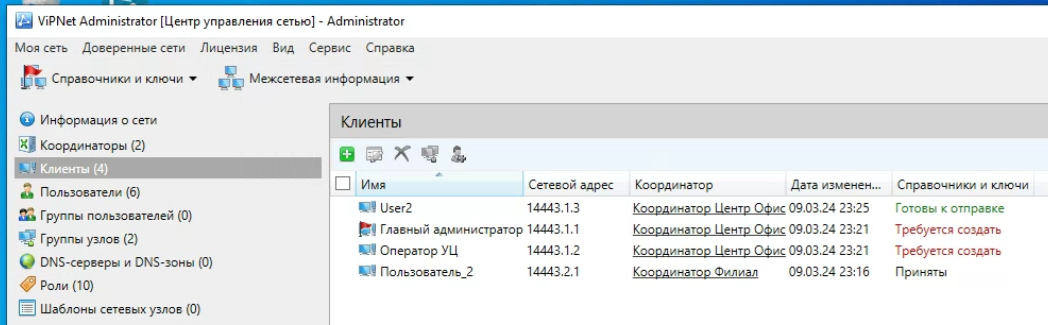 ViPNet Administrator [Центр управления сетью] - Administrator
Моя сеть Доверенные сети Лицензия Вид Сервис Справка
Справочники и ключи Межсетевая информация
Информация о сети
Координаторы (2)
Клиенты (4)
Пользователи (6)
Группы пользователей (0)
Группы узлов (2)
DNS-серверы и DNS-зоны (0)
Роли (10)
Шаблоны сетевых узлов (0)
Клиенты
Имя Сетевой адрес Координатор Дата изменен... Справочники и ключи
User2 14443.1.3 Координатор Центр Офис 09.03.24 23:25 Готовы к отправке
Главный администратор 14443.1.1 Координатор Центр Офис 09.03.24 23:21 Требуется создать
Оператор УЦ 14443.1.2 Координатор Центр Офис 09.03.24 23:21 Требуется создать
Пользователь_2 14443.2.1 Координатор Филиал 09.03.24 23:16 Приняты